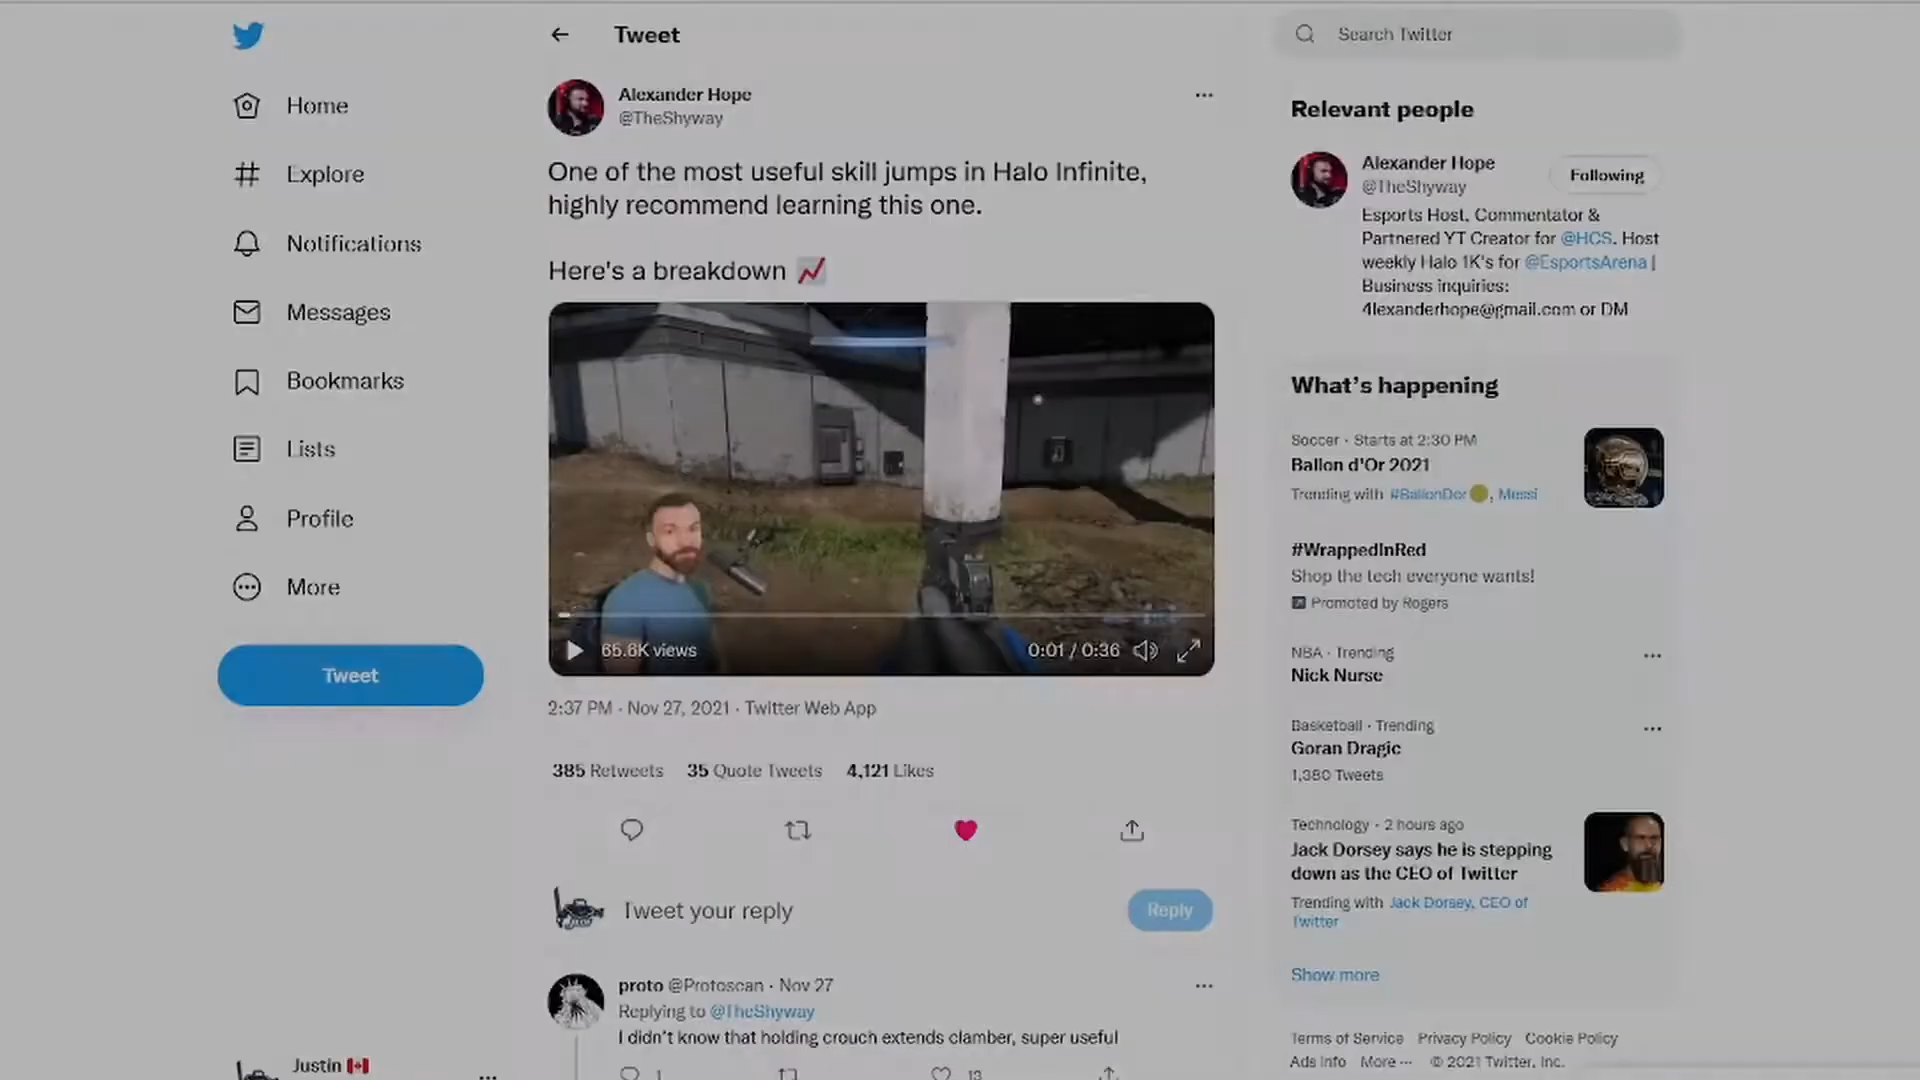 Home
Explore
Notifications
Messages
Bookmarks
Lists
Profile
More
Tweet
Justin
Tweet
Alexander Hope
@TheShyway
One of the most useful skill jumps in Halo Infinite,
highly recommend learning this one.
Here's a breakdown
65.6K views
0:01 / 0:36
2:37 PM · Nov 27, 2021 · Twitter Web App
385 Retweets 35 Quote Tweets 4,121 Likes
Tweet your reply
Reply
proto @Protoscan · Nov 27
Replying to @TheShyway
I didn't know that holding crouch extends clamber, super useful
1
13
Search Twitter
Relevant people
Alexander Hope
@TheShyway
Following
Esports Host, Commentator &
Partnered YT Creator for @HCS. Host
weekly Halo 1K's for @EsportsArena |
Business inquiries:
4lexanderhope@gmail.com or DM
What's happening
Soccer · Starts at 2:30 PM
Ballon d'Or 2021
Trending with #BallonDor, Messi
#WrappedInRed
Shop the tech everyone wants!
Promoted by Rogers
NBA · Trending
Nick Nurse
Basketball · Trending
Goran Dragic
1,380 Tweets
Technology · 2 hours ago
Jack Dorsey says he is stepping
down as the CEO of Twitter
Trending with Jack Dorsey, CEO of
Twitter
Show more
Terms of Service Privacy Policy Cookie Policy
Ads info More ··· © 2021 Twitter, Inc.